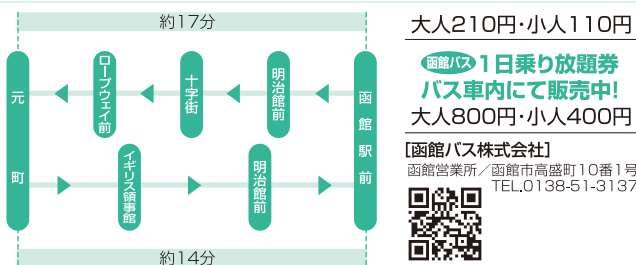 約17分
元町
ロープウェイ前
十字街
明治館前
函館駅前
イギリス領事館
明治館前
約14分
大人210円・小人110円
函館バス 1日乗り放題券
バス車内にて販売中!
大人800円・小人400円
[函館バス株式会社]
函館営業所／函館市高盛町10番1号
TEL.0138-51-3137